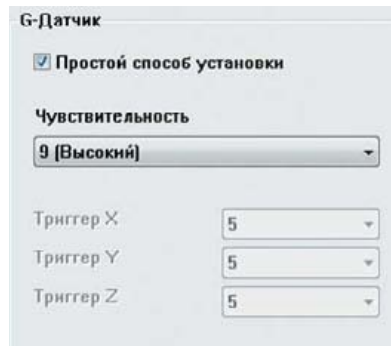 G-Датчик
Простой способ установки
Чувствительность
9 (Высокий)
Триггер X 5
Триггер Y 5
Триггер Z 5